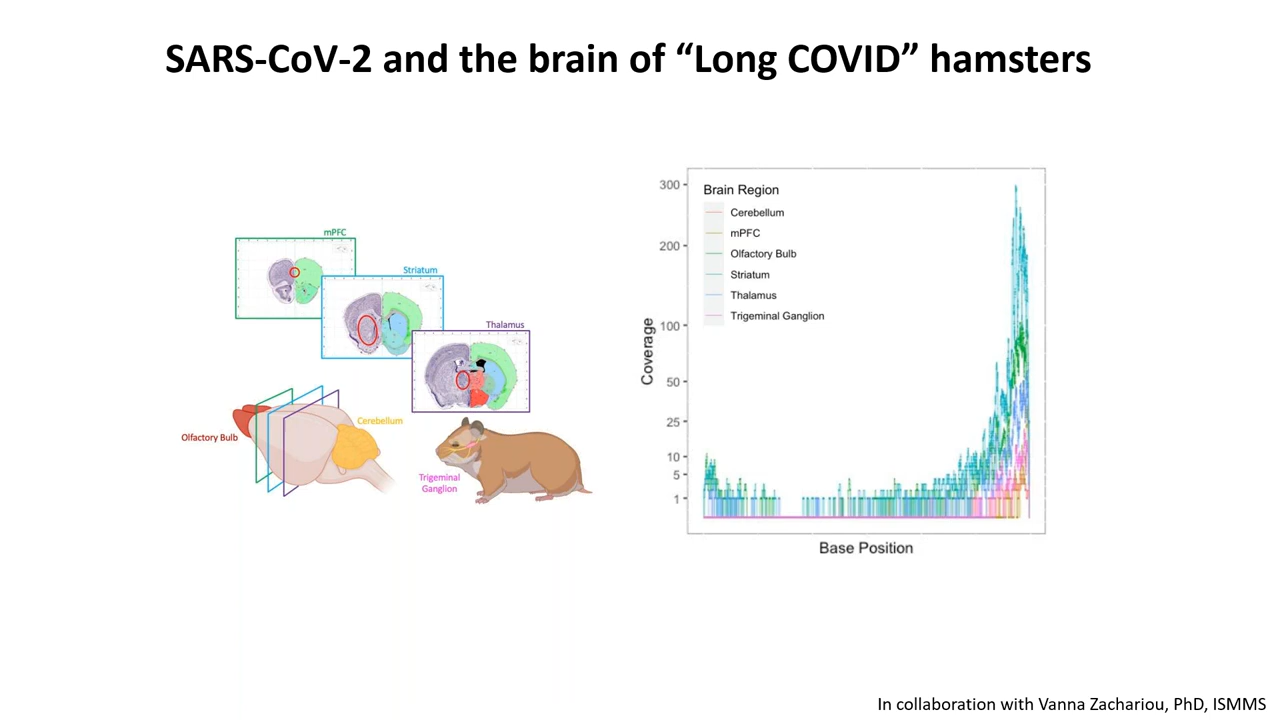 SARS-CoV-2 and the brain of “Long COVID” hamsters
mPFC
Striatum
Thalamus
Olfactory Bulb
Cerebellum
Trigeminal
Ganglion
Coverage
300
200
100
50
25
10
5
1
Brain Region
Cerebellum
mPFC
Olfactory Bulb
Striatum
Thalamus
Trigeminal Ganglion
Base Position
In collaboration with Vanna Zachariou, PhD, ISMMS